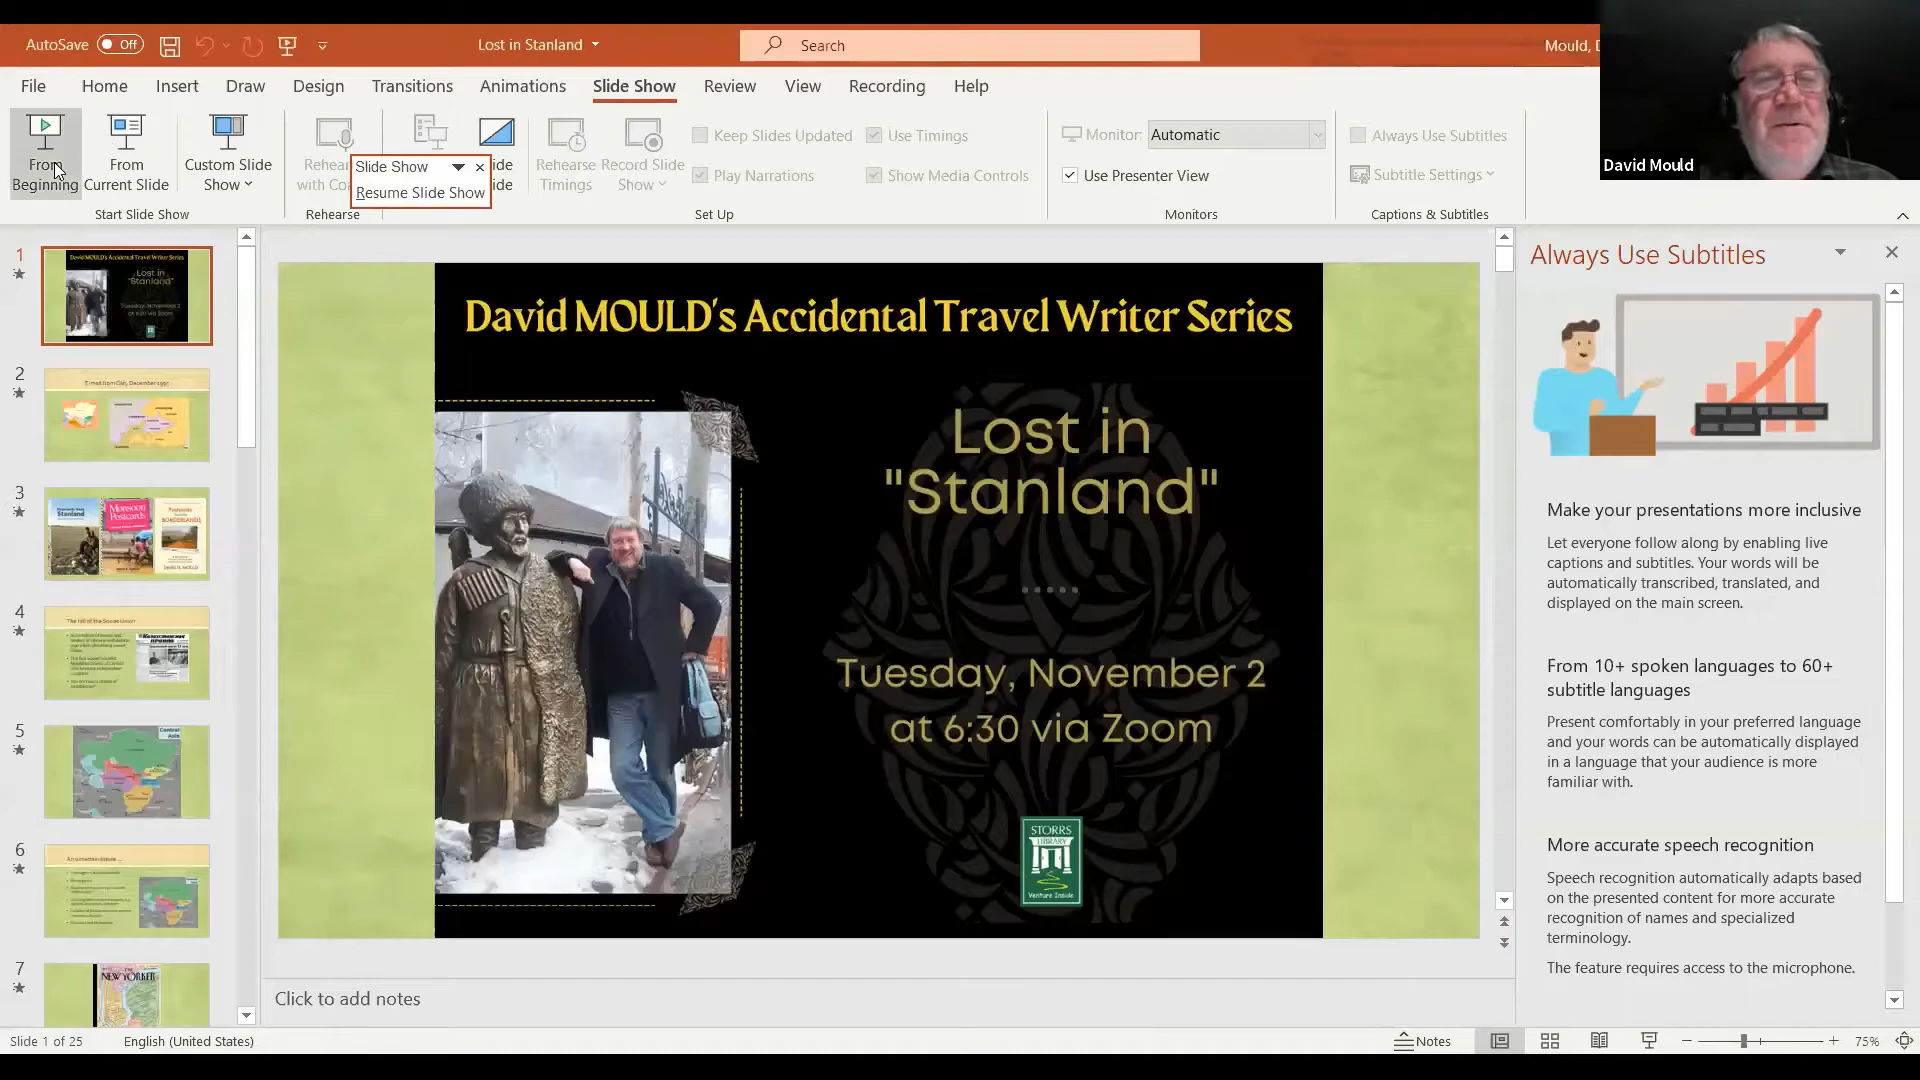 AutoSave Off
Lost in Stanland
Search
Mould, D
File Home Insert Draw Design Transitions Animations Slide Show Review View Recording Help
From Beginning
From Current Slide
Custom Slide Show
Rehearse Timings
Record Slide Show
Slide Show
Resume Slide Show
Keep Slides Updated
Play Narrations
Use Timings
Show Media Controls
Monitor: Automatic
Use Presenter View
Always Use Subtitles
Subtitle Settings
Start Slide Show
Rehearse
Set Up
Monitors
Captions & Subtitles
David Mould
1
2
3
4
5
6
7
David MOULD's Accidental Travel Writer Series
Lost in
"Stanland"
Tuesday, November 2
at 6:30 via Zoom
STORRS
LIBRARY
Venture Inside
Always Use Subtitles
Make your presentations more inclusive
Let everyone follow along by enabling live
captions and subtitles. Your words will be
automatically transcribed, translated, and
displayed on the main screen.
From 10+ spoken languages to 60+
subtitle languages
Present comfortably in your preferred language
and your words can be automatically displayed
in a language that your audience is more
familiar with.
More accurate speech recognition
Speech recognition automatically adapts based
on the presented content for more accurate
recognition of names and specialized
terminology.
The feature requires access to the microphone.
Click to add notes
Slide 1 of 25
English (United States)
Notes
75%